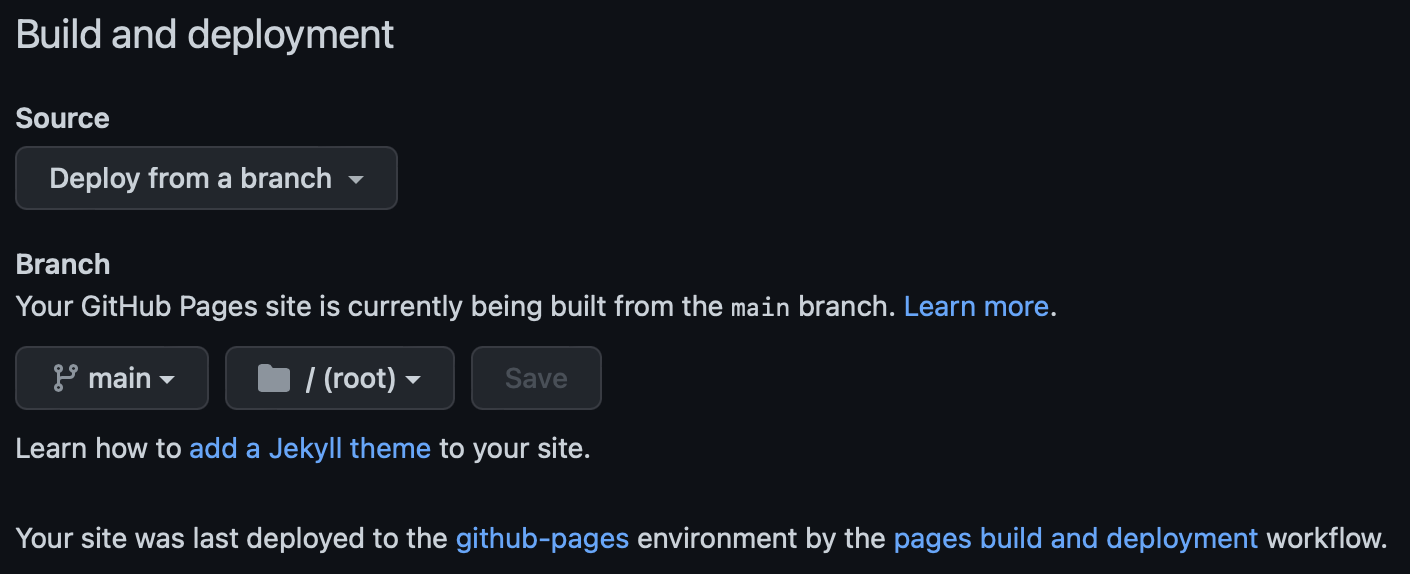 Build and deployment
Source
Deploy from a branch
Branch
Your GitHub Pages site is currently being built from the main branch. Learn more.
main / (root) Save
Learn how to add a Jekyll theme to your site.
Your site was last deployed to the github-pages environment by the pages build and deployment workflow.